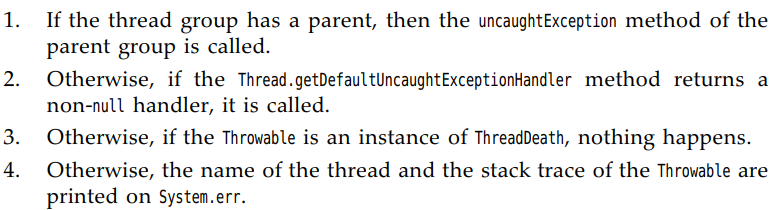 1. If the thread group has a parent, then the uncaughtException method of the
parent group is called.
2. Otherwise, if the Thread.getDefaultUncaughtExceptionHandler method returns a
non-null handler, it is called.
3. Otherwise, if the Throwable is an instance of ThreadDeath, nothing happens.
4. Otherwise, the name of the thread and the stack trace of the Throwable are
printed on System.err.